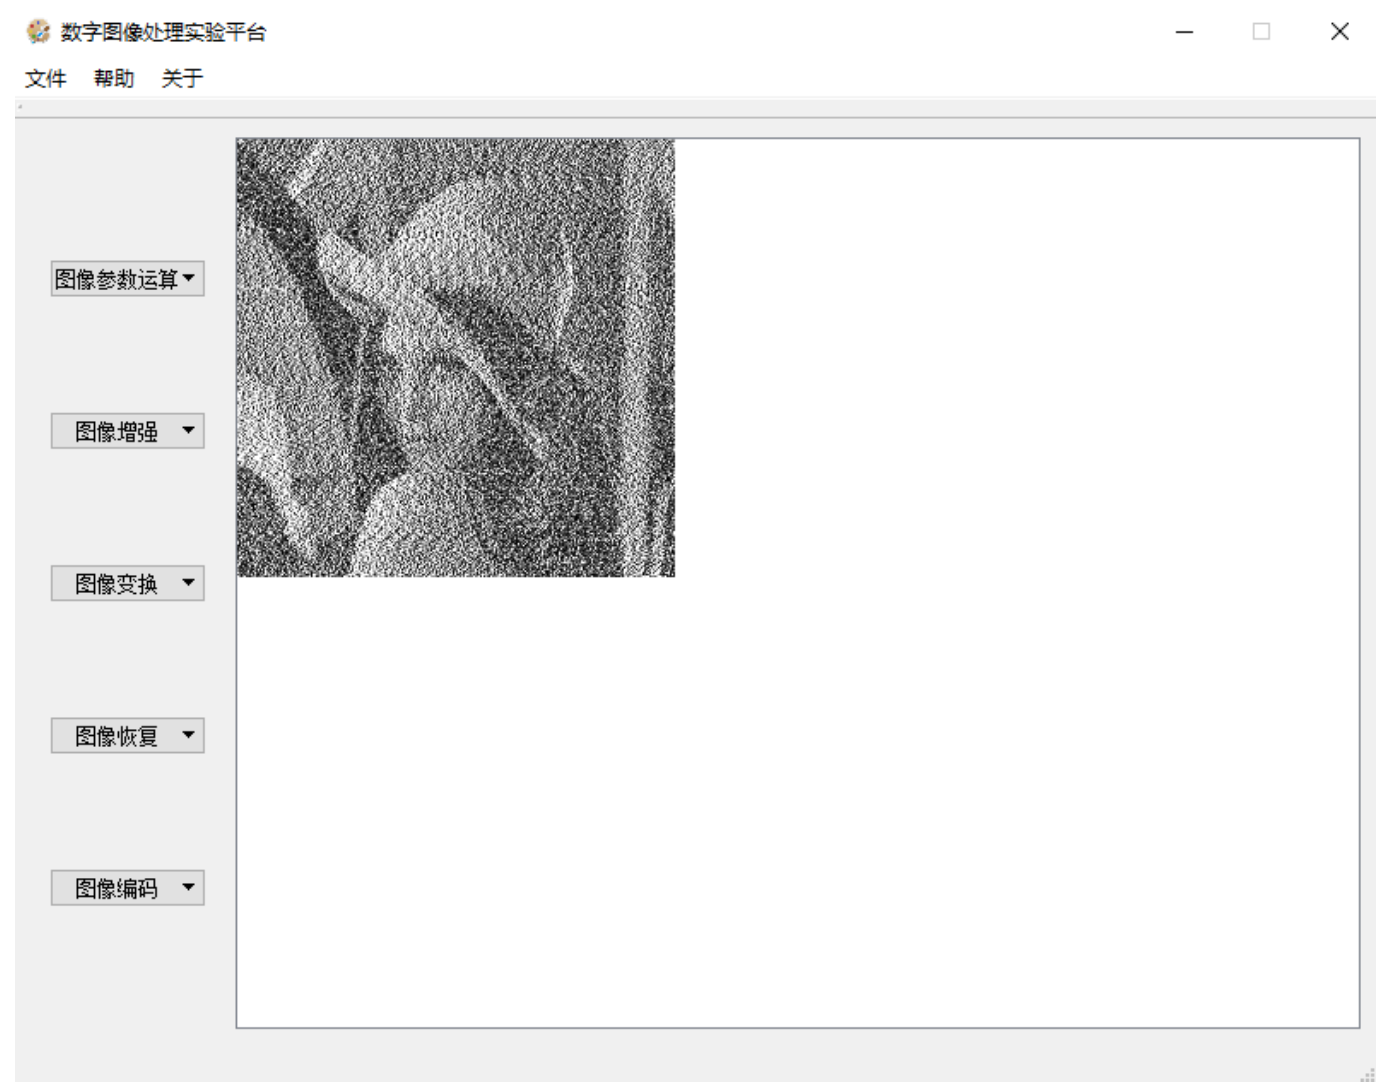 数字图像处理实验平台
文件 帮助 关于
图像参数运算
图像增强
图像变换
图像恢复
图像编码